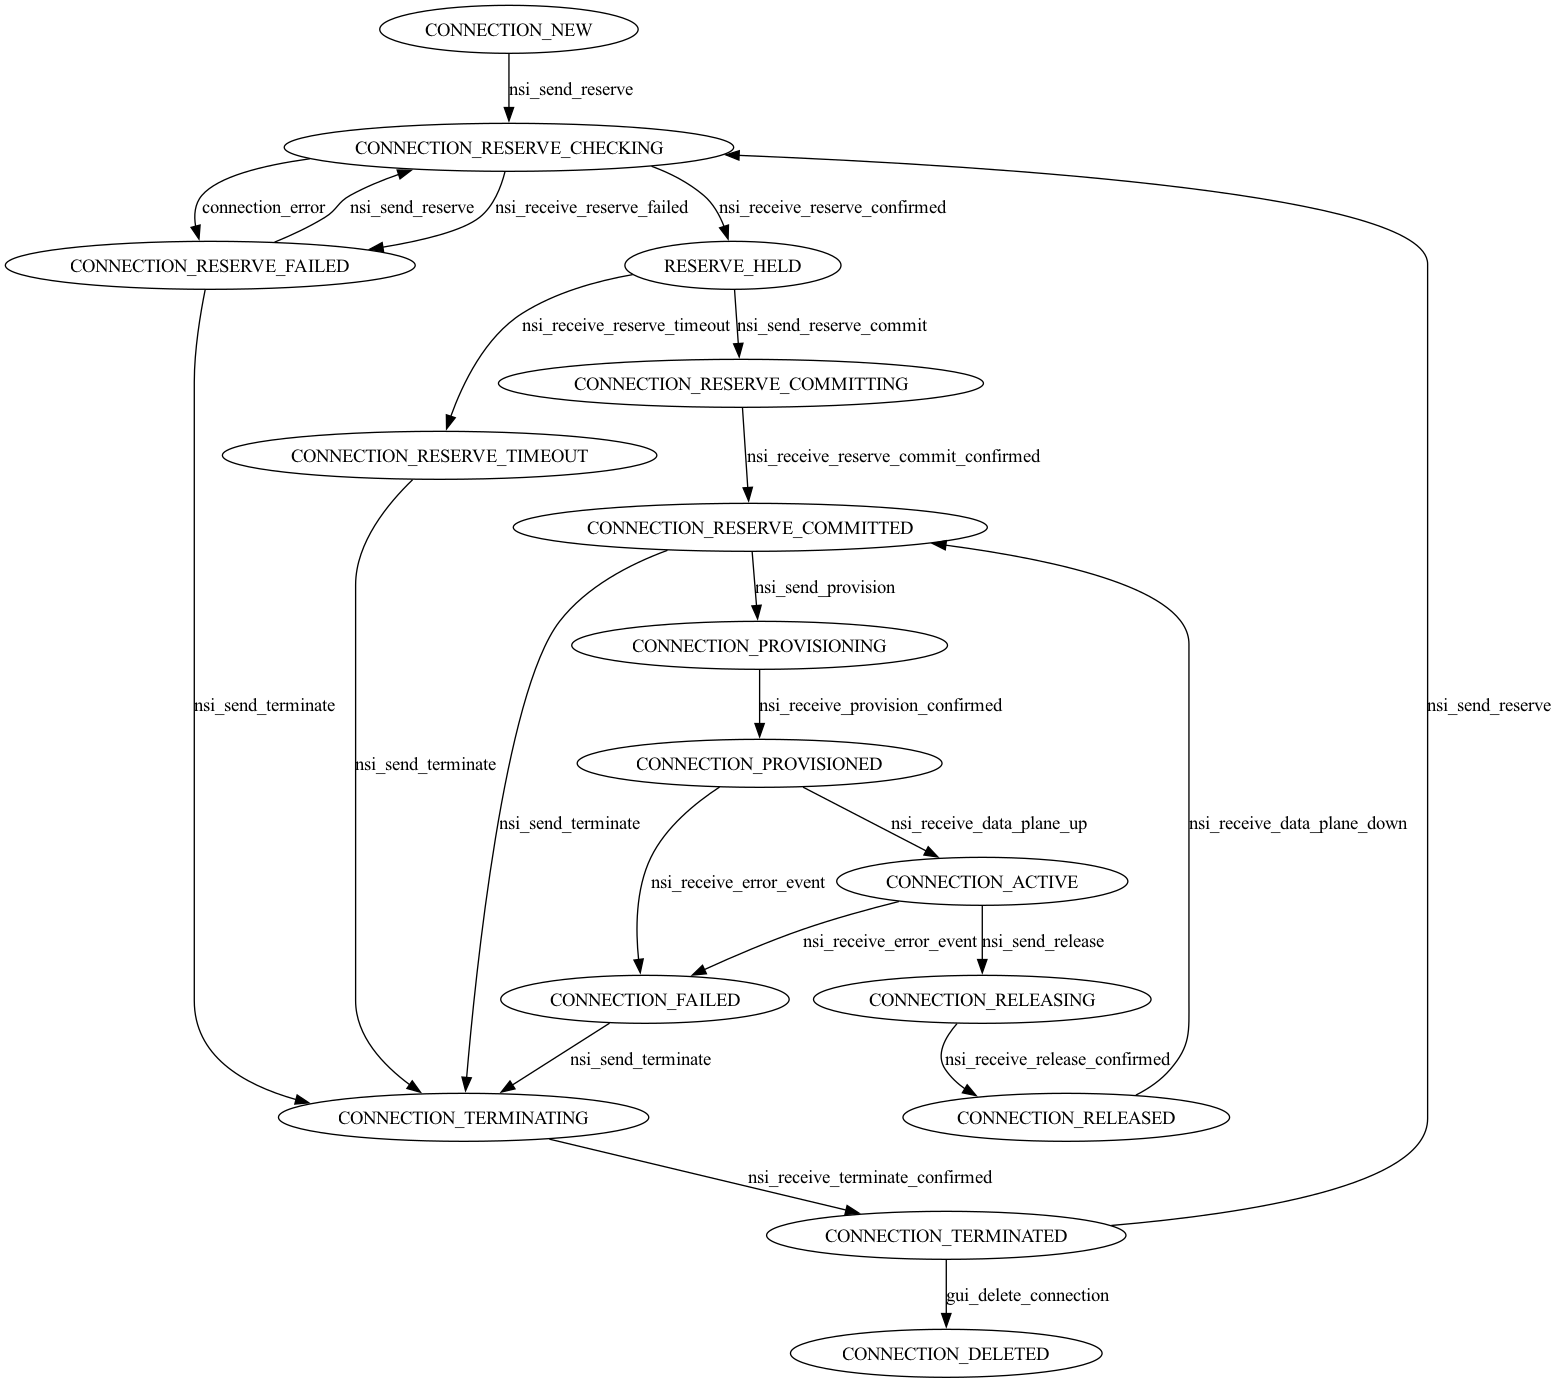 CONNECTION_NEW
nsi_send_reserve
CONNECTION_RESERVE_CHECKING
connection_error
nsi_send_reserve
nsi_receive_reserve_failed
nsi_receive_reserve_confirmed
CONNECTION_RESERVE_FAILED
RESERVE_HELD
nsi_receive_reserve_timeout
nsi_send_reserve_commit
CONNECTION_RESERVE_COMMITTING
CONNECTION_RESERVE_TIMEOUT
nsi_receive_reserve_commit_confirmed
CONNECTION_RESERVE_COMMITTED
nsi_send_provision
CONNECTION_PROVISIONING
nsi_send_terminate
nsi_receive_provision_confirmed
nsi_send_reserve
CONNECTION_PROVISIONED
nsi_send_terminate
nsi_send_terminate
nsi_receive_data_plane_up
nsi_receive_data_plane_down
nsi_receive_error_event
CONNECTION_ACTIVE
nsi_receive_error_event
nsi_send_release
CONNECTION_FAILED
CONNECTION_RELEASING
nsi_send_terminate
nsi_receive_release_confirmed
CONNECTION_TERMINATING
CONNECTION_RELEASED
nsi_receive_terminate_confirmed
CONNECTION_TERMINATED
gui_delete_connection
CONNECTION_DELETED